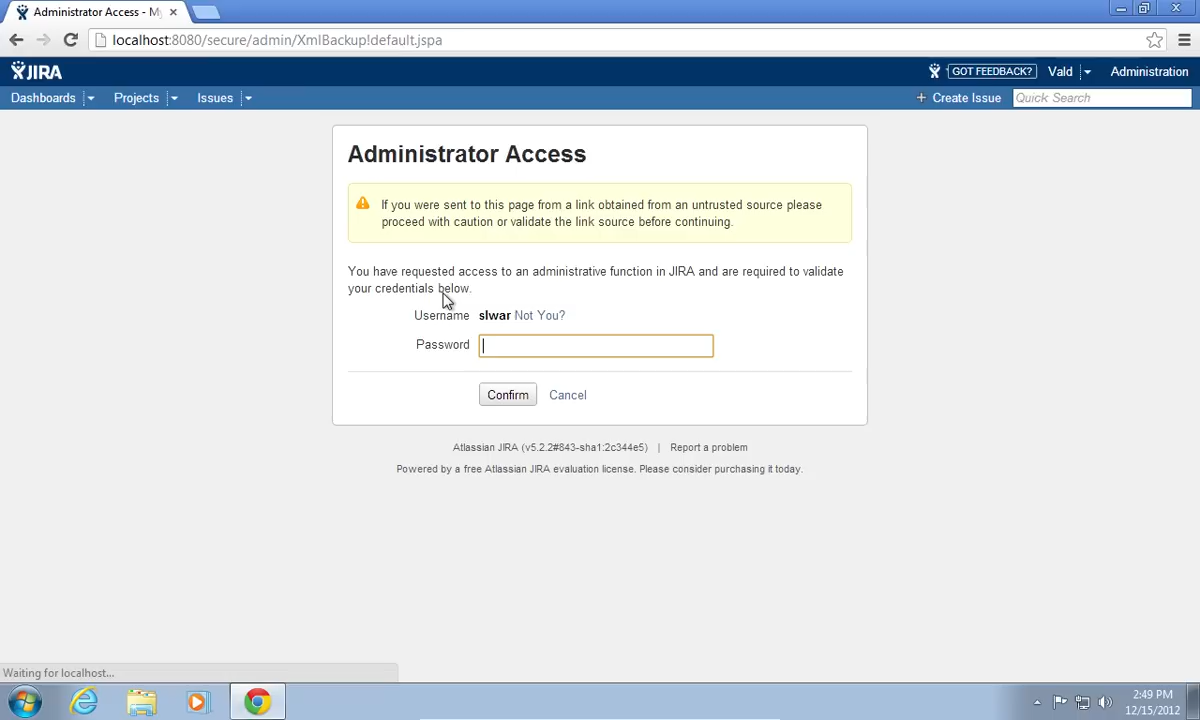 Administrator Access - My
localhost:8080/secure/admin/XmlBackup!default.jspa
JIRA
GOT FEEDBACK?
Vald
Administration
Dashboards
Projects
Issues
+ Create Issue
Quick Search
Administrator Access
If you were sent to this page from a link obtained from an untrusted source please
proceed with caution or validate the link source before continuing.
You have requested access to an administrative function in JIRA and are required to validate
your credentials below.
Username slwar Not You?
Password
Confirm Cancel
Atlassian JIRA (v5.2.2#843-sha1:2c344e5) | Report a problem
Powered by a free Atlassian JIRA evaluation license. Please consider purchasing it today.
Waiting for localhost...
2:49 PM
12/15/2012